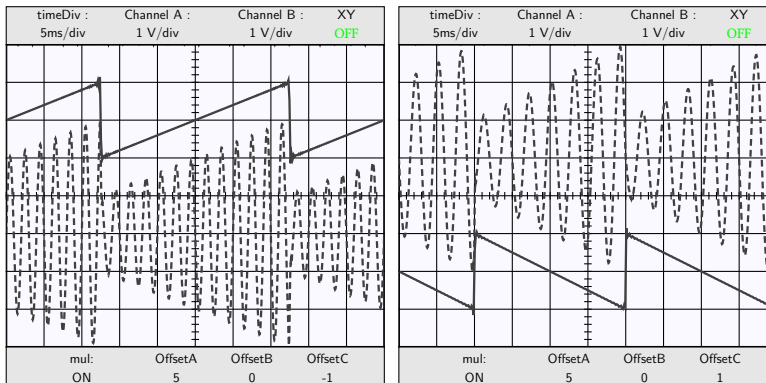 timeDiv : Channel A : Channel B : XY
5ms/div 1 V/div 1 V/div OFF
mul: OffsetA OffsetB OffsetC
ON 5 0 -1
timeDiv : Channel A : Channel B : XY
5ms/div 1 V/div 1 V/div OFF
mul: OffsetA OffsetB OffsetC
ON 5 0 1